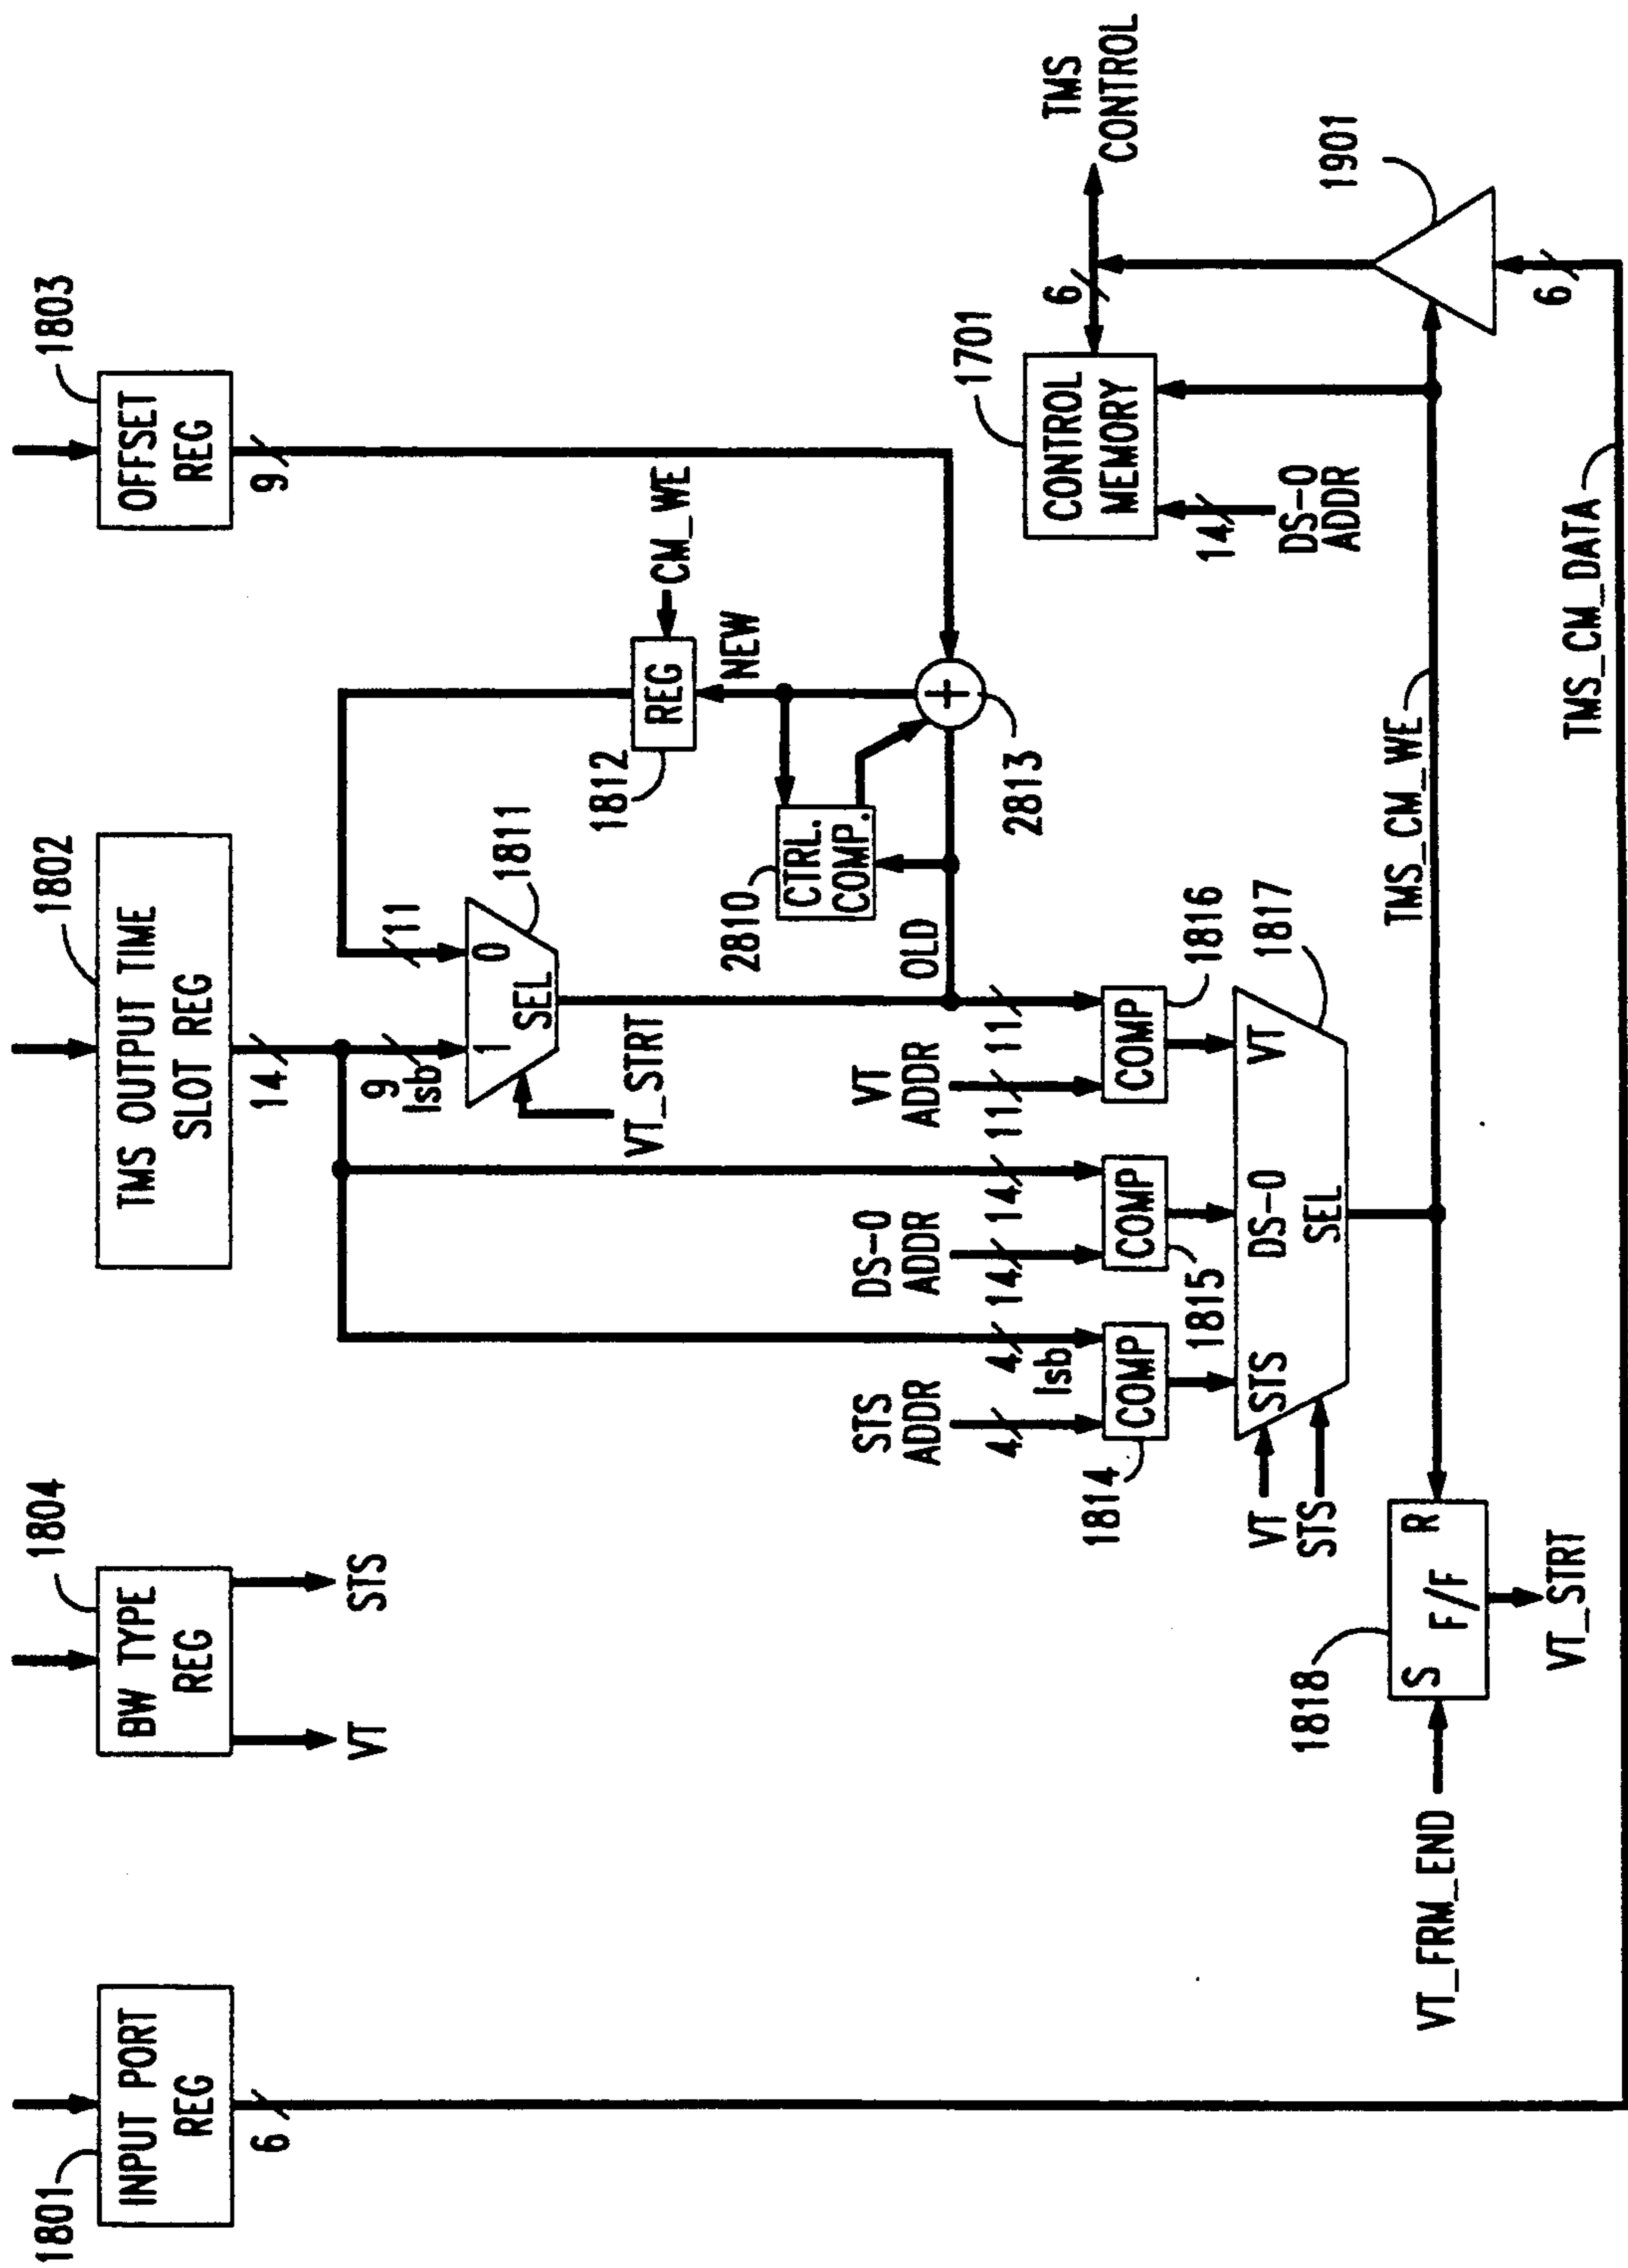 1801
INPUT PORT
REG
6
1804
BW TYPE
REG
VT
STS
1802
TMS OUTPUT TIME
SLOT REG
14
9
lsb
11
1
0
SEL
1811
VT_STRT
1803
OFFSET
REG
9
1812
REG
CM_WE
NEW
2810
CTRL.
COMP.
2813
OLD
STS
ADDR
4
4
lsb
DS-0
ADDR
14
14
VT
ADDR
11
11
1814
COMP
1815
COMP
1816
COMP
VT
STS
STS
DS-0
VT
SEL
1817
VT_FRM_END
1818
S
R
F/F
VT_STRT
TMS_CM_WE
TMS_CM_DATA
1701
CONTROL
MEMORY
14
DS-0
ADDR
6
TMS
CONTROL
1901
6